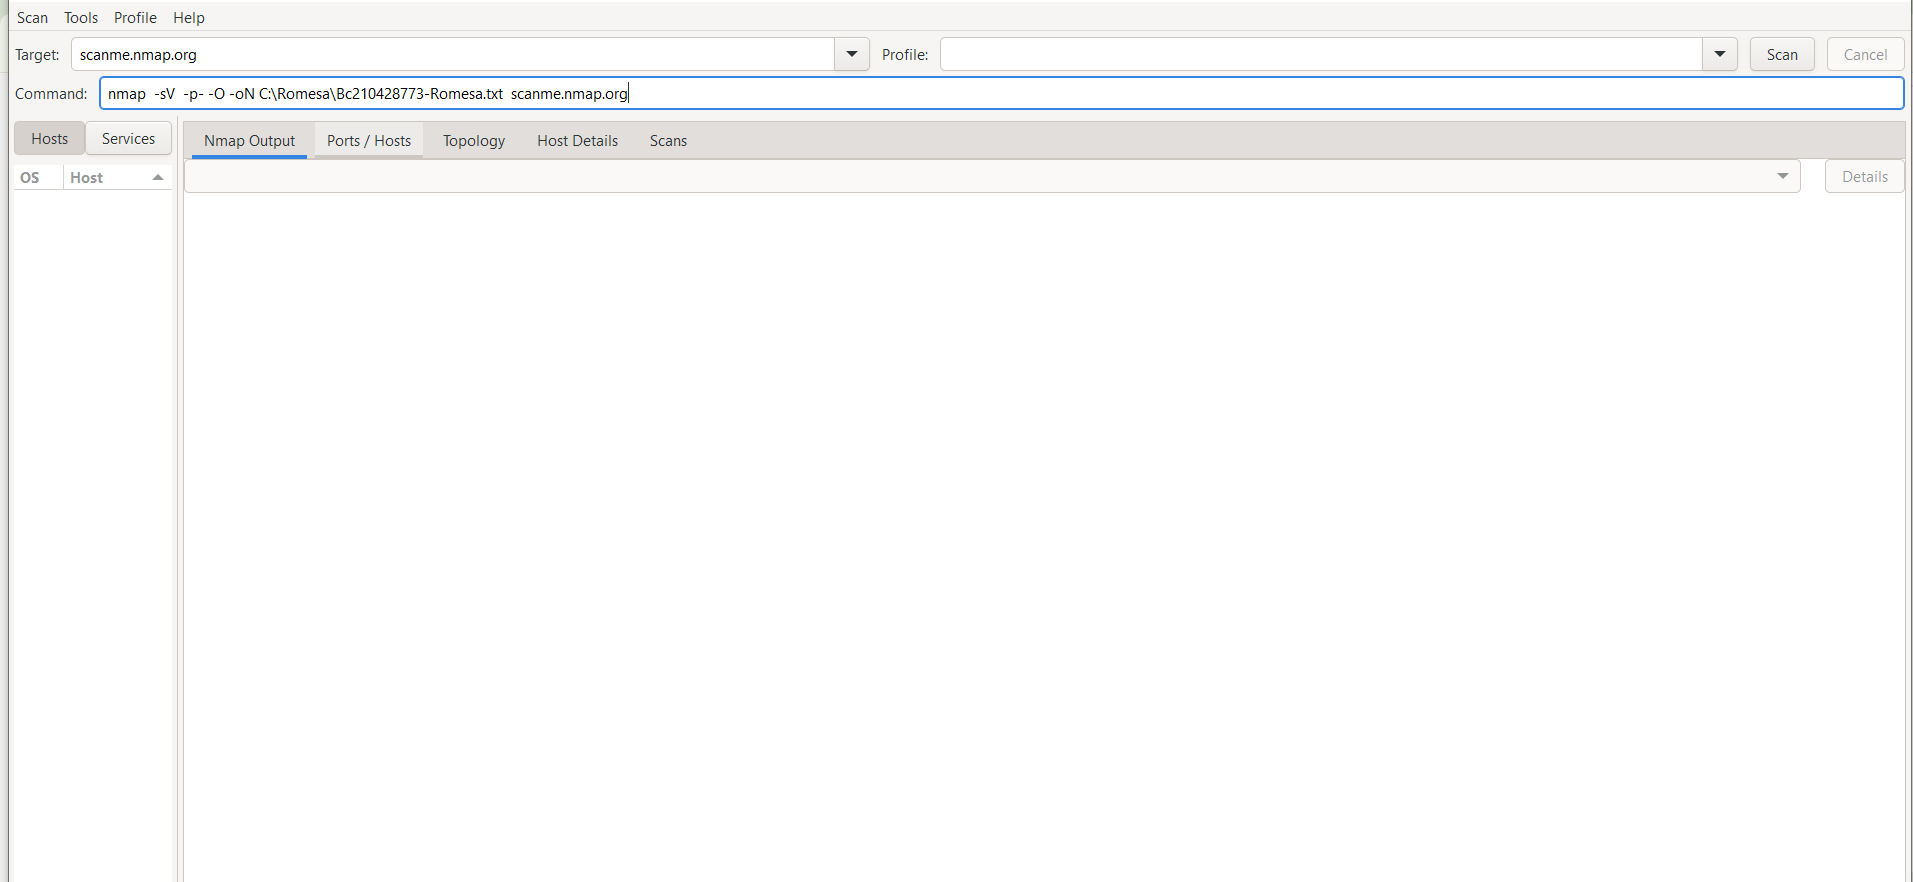 Scan Tools Profile Help
Target: scanme.nmap.org Profile: Scan Cancel
Command: nmap  -sV  -p- -O -oN C:\Romesa\Bc210428773-Romesa.txt  scanme.nmap.org
Hosts Services Nmap Output Ports / Hosts Topology Host Details Scans
OS Host Details